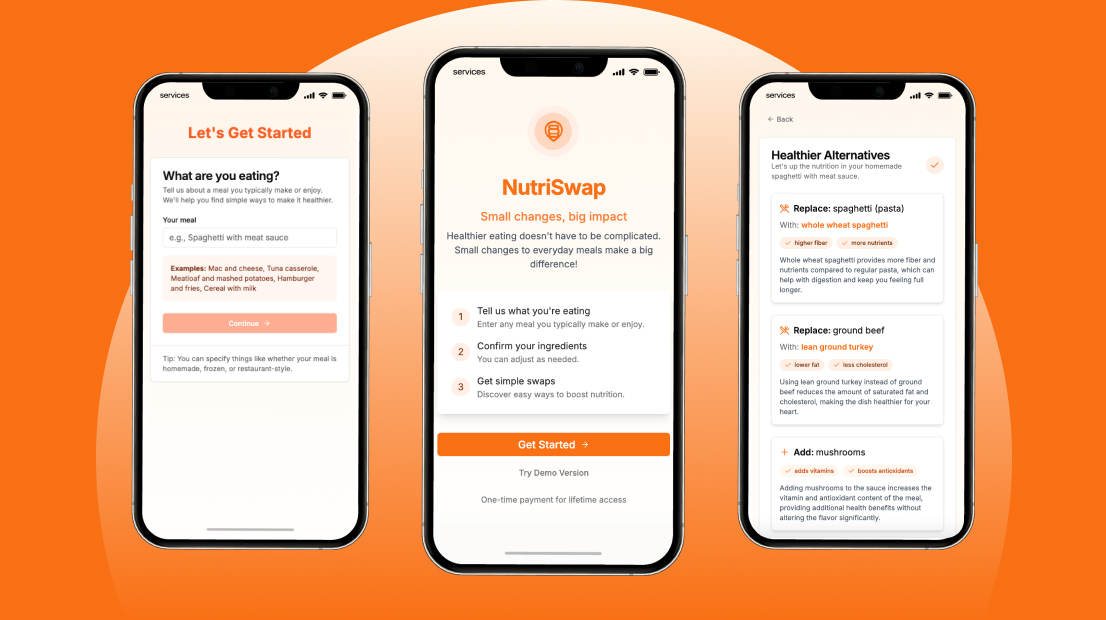 services
Let's Get Started
What are you eating?
Tell us about a meal you typically make or enjoy.
We'll help you find simple ways to make it healthier.
Your meal
e.g., Spaghetti with meat sauce
Examples: Mac and cheese, Tuna casserole,
Meatloaf and mashed potatoes, Hamburger
and fries, Cereal with milk
Continue →
Tip: You can specify things like whether your meal is
homemade, frozen, or restaurant-style.
services
NutriSwap
Small changes, big impact
Healthier eating doesn't have to be complicated.
Small changes to everyday meals make a big
difference!
1 Tell us what you're eating
Enter any meal you typically make or enjoy.
2 Confirm your ingredients
You can adjust as needed.
3 Get simple swaps
Discover easy ways to boost nutrition.
Get Started →
Try Demo Version
One-time payment for lifetime access
services
← Back
Healthier Alternatives
Let's up the nutrition in your homemade
spaghetti with meat sauce.
Replace: spaghetti (pasta)
With: whole wheat spaghetti
✓ higher fiber ✓ more nutrients
Whole wheat spaghetti provides more fiber and
nutrients compared to regular pasta, which can
help with digestion and keep you feeling full
longer.
Replace: ground beef
With: lean ground turkey
✓ lower fat ✓ less cholesterol
Using lean ground turkey instead of ground
beef reduces the amount of saturated fat and
cholesterol, making the dish healthier for your
heart.
+ Add: mushrooms
✓ adds vitamins ✓ boosts antioxidants
Adding mushrooms to the sauce increases the
vitamin and antioxidant content of the meal,
providing additional health benefits without
altering the flavor significantly.